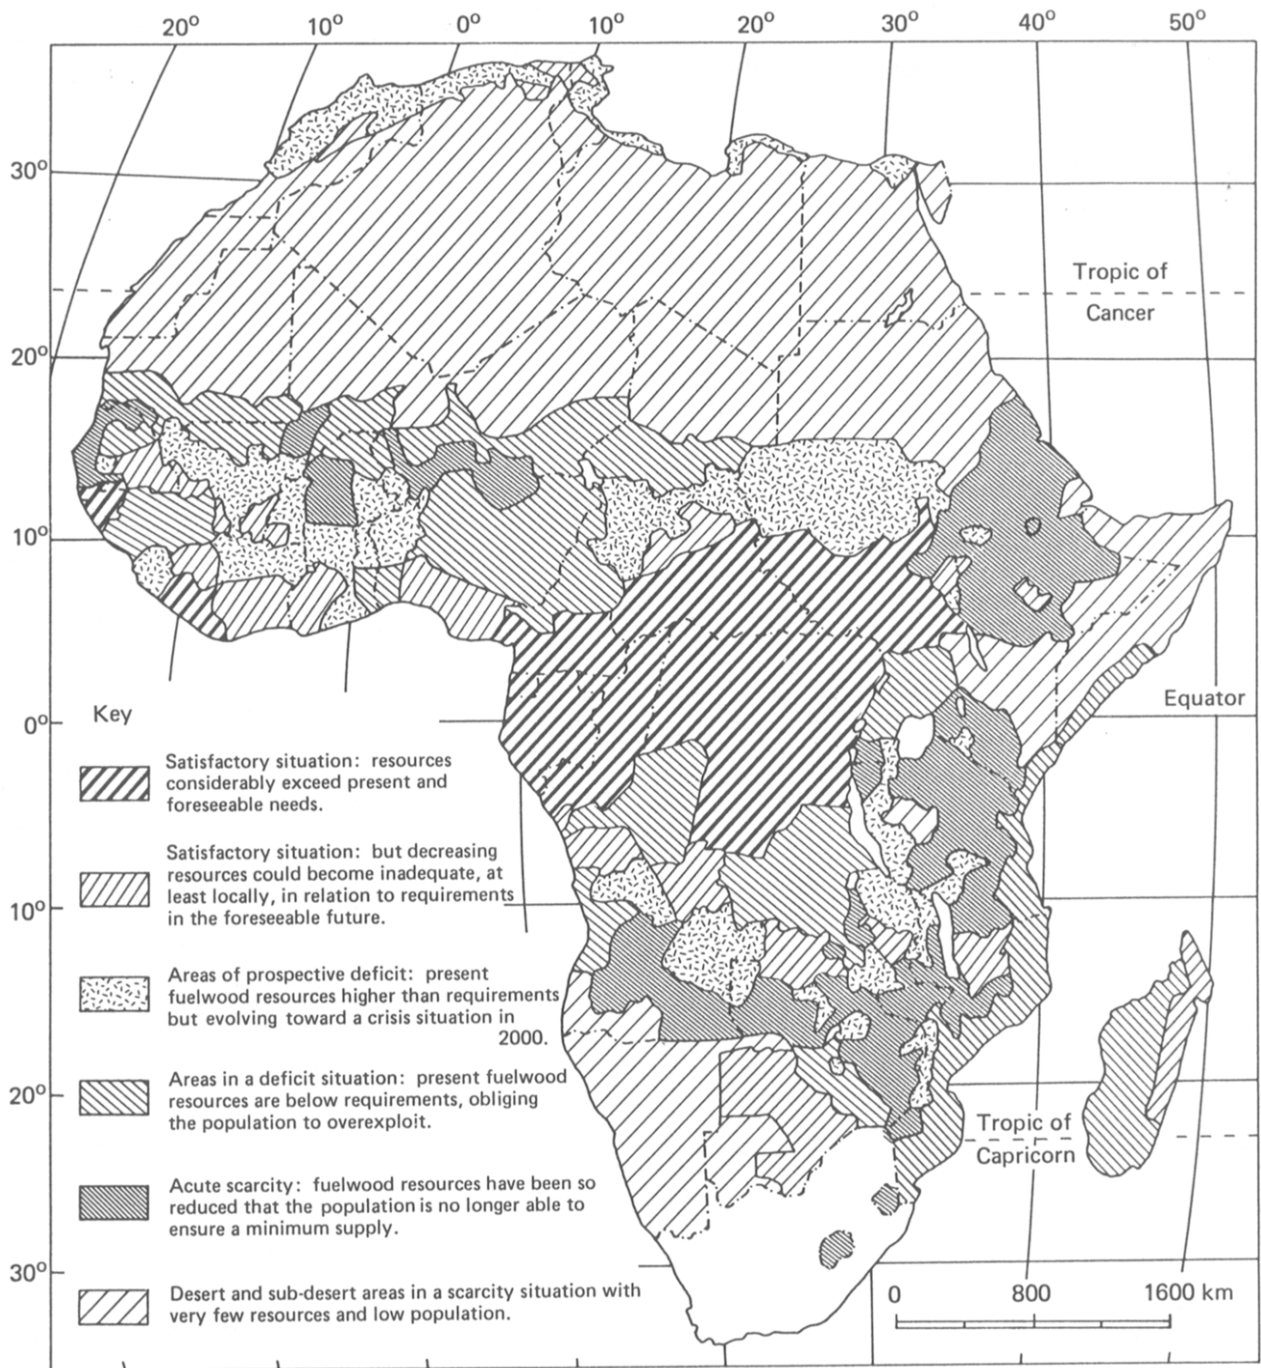 20° 10° 0° 10° 20° 30° 40° 50°
30°
Tropic of
Cancer
20°
10°
Equator
0°
Key
Satisfactory situation: resources
considerably exceed present and
foreseeable needs.
Satisfactory situation: but decreasing
resources could become inadequate, at
least locally, in relation to requirements
in the foreseeable future.
10°
Areas of prospective deficit: present
fuelwood resources higher than requirements
but evolving toward a crisis situation in
2000.
Areas in a deficit situation: present fuelwood
resources are below requirements, obliging
the population to overexploit.
20°
Tropic of
Capricorn
Acute scarcity: fuelwood resources have been so
reduced that the population is no longer able to
ensure a minimum supply.
30°
Desert and sub-desert areas in a scarcity situation with
very few resources and low population.
0 800 1600 km